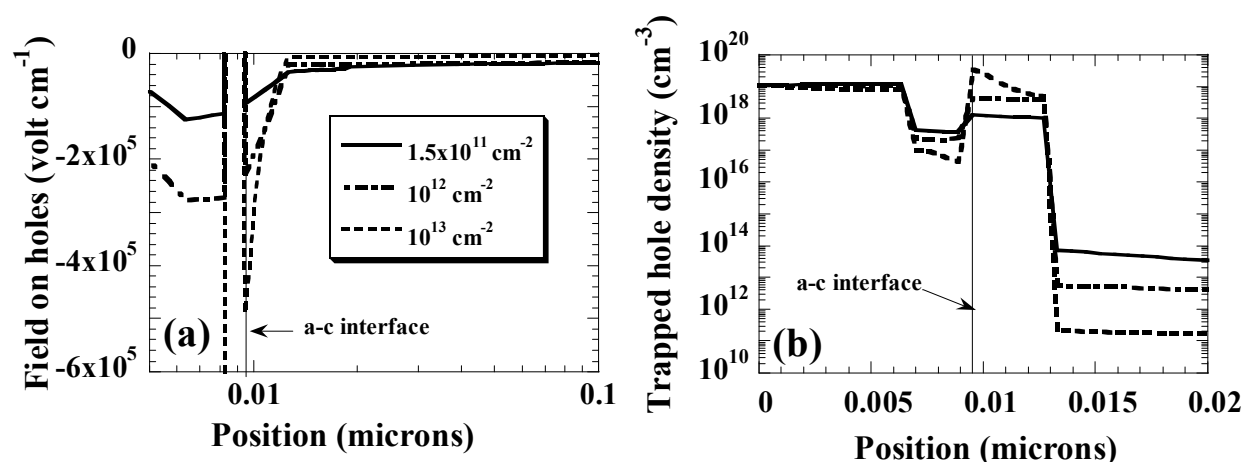 Field on holes (volt cm⁻¹)
0
-2x10⁵
-4x10⁵
-6x10⁵
1.5x10¹¹ cm⁻²
10¹² cm⁻²
10¹³ cm⁻²
a-c interface
(a)
0.01
0.1
Position (microns)
Trapped hole density (cm⁻³)
10²⁰
10¹⁸
10¹⁶
10¹⁴
10¹²
10¹⁰
a-c interface
(b)
0
0.005
0.01
0.015
0.02
Position (microns)